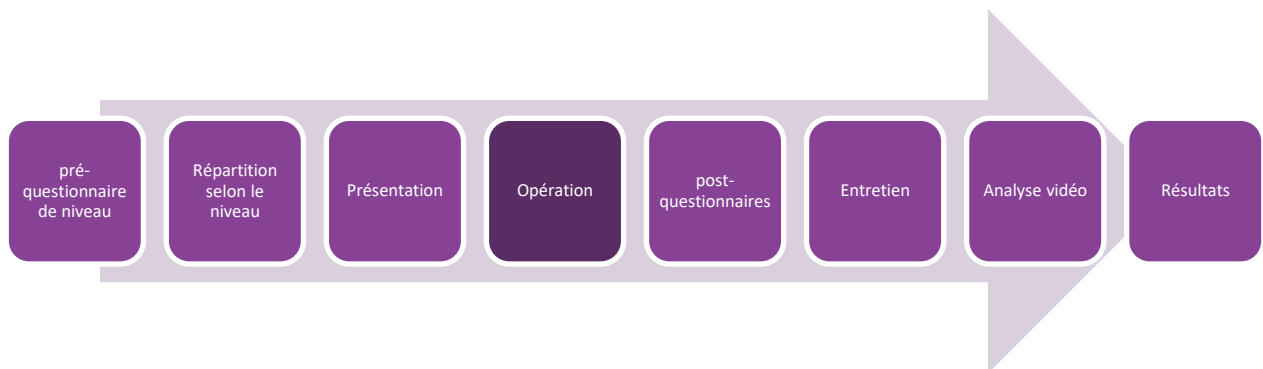 pré-
questionnaire
de niveau
Répartition
selon le
niveau
Présentation
Opération
post-
questionnaires
Entretien
Analyse vidéo
Résultats